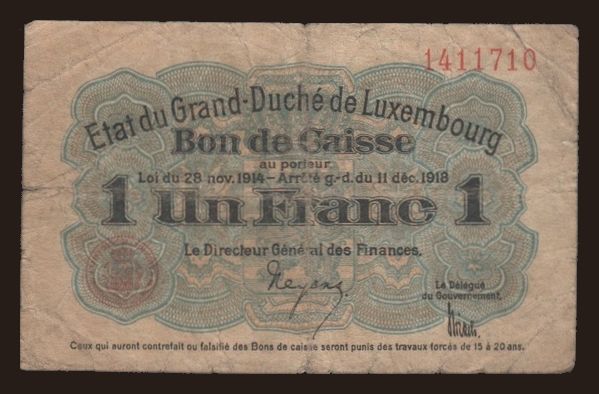 1411710
Etat du Grand-Duché de Luxembourg
Bon de Caisse
au porteur
Loi du 28 nov. 1914 – Arrêté g.-d. du 11 déc. 1918
1 Un Franc 1
Le Directeur Général des Finances,
Neyens
Le Délégué
du Gouvernement,
Ceux qui auront contrefait ou falsifié des Bons de caisse seront punis des travaux forcés de 15 à 20 ans.